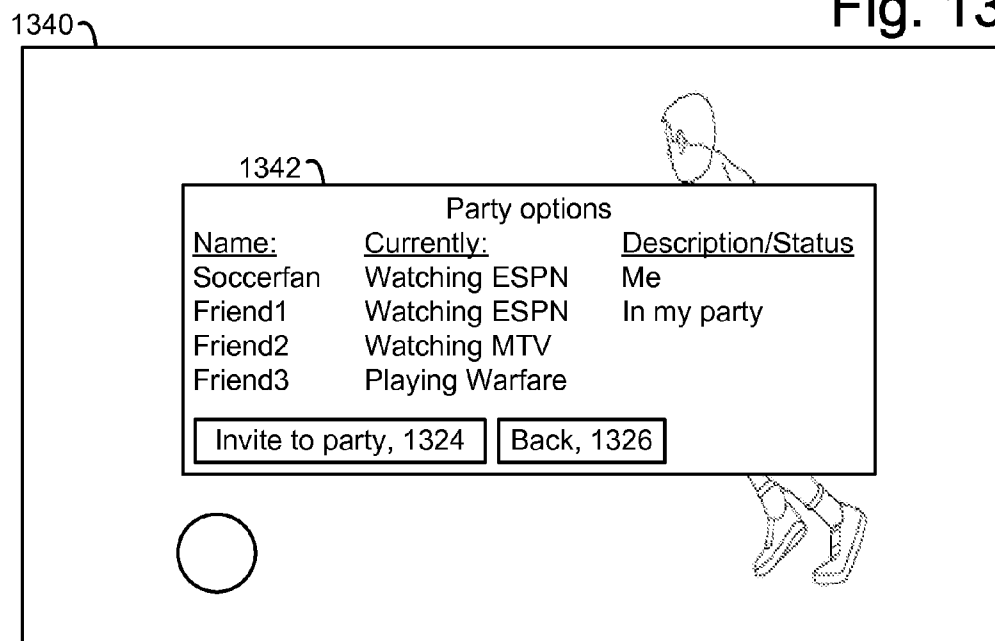 Fig. 13
1340
1342
Party options
Name: Currently: Description/Status
Soccerfan Watching ESPN Me
Friend1 Watching ESPN In my party
Friend2 Watching MTV
Friend3 Playing Warfare
Invite to party, 1324 Back, 1326